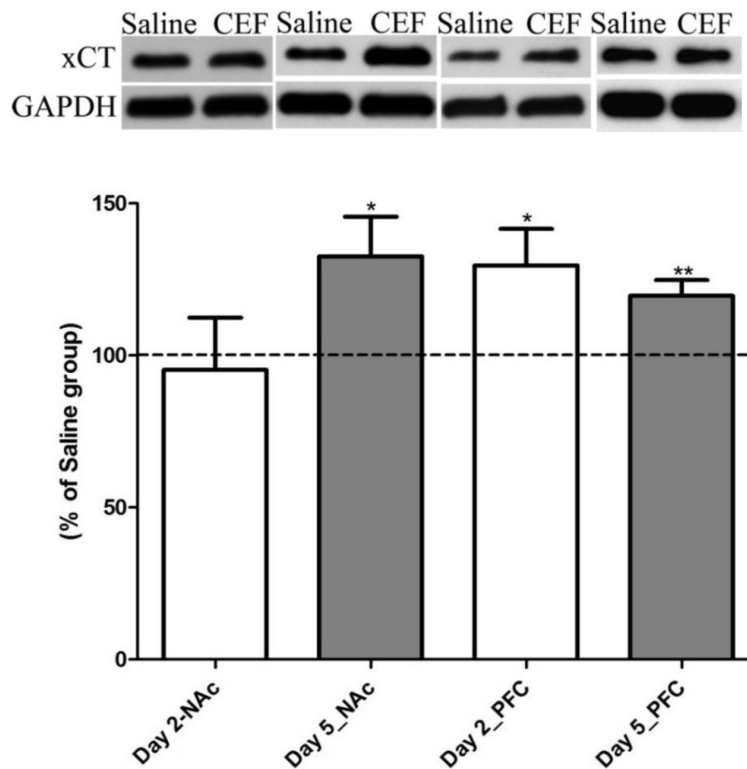 Saline CEF Saline CEF Saline CEF Saline CEF
xCT
GAPDH
150
100
50
0
(% of Saline group)
*
*
**
Day 2-NAc
Day 5_NAc
Day 2_PFC
Day 5_PFC